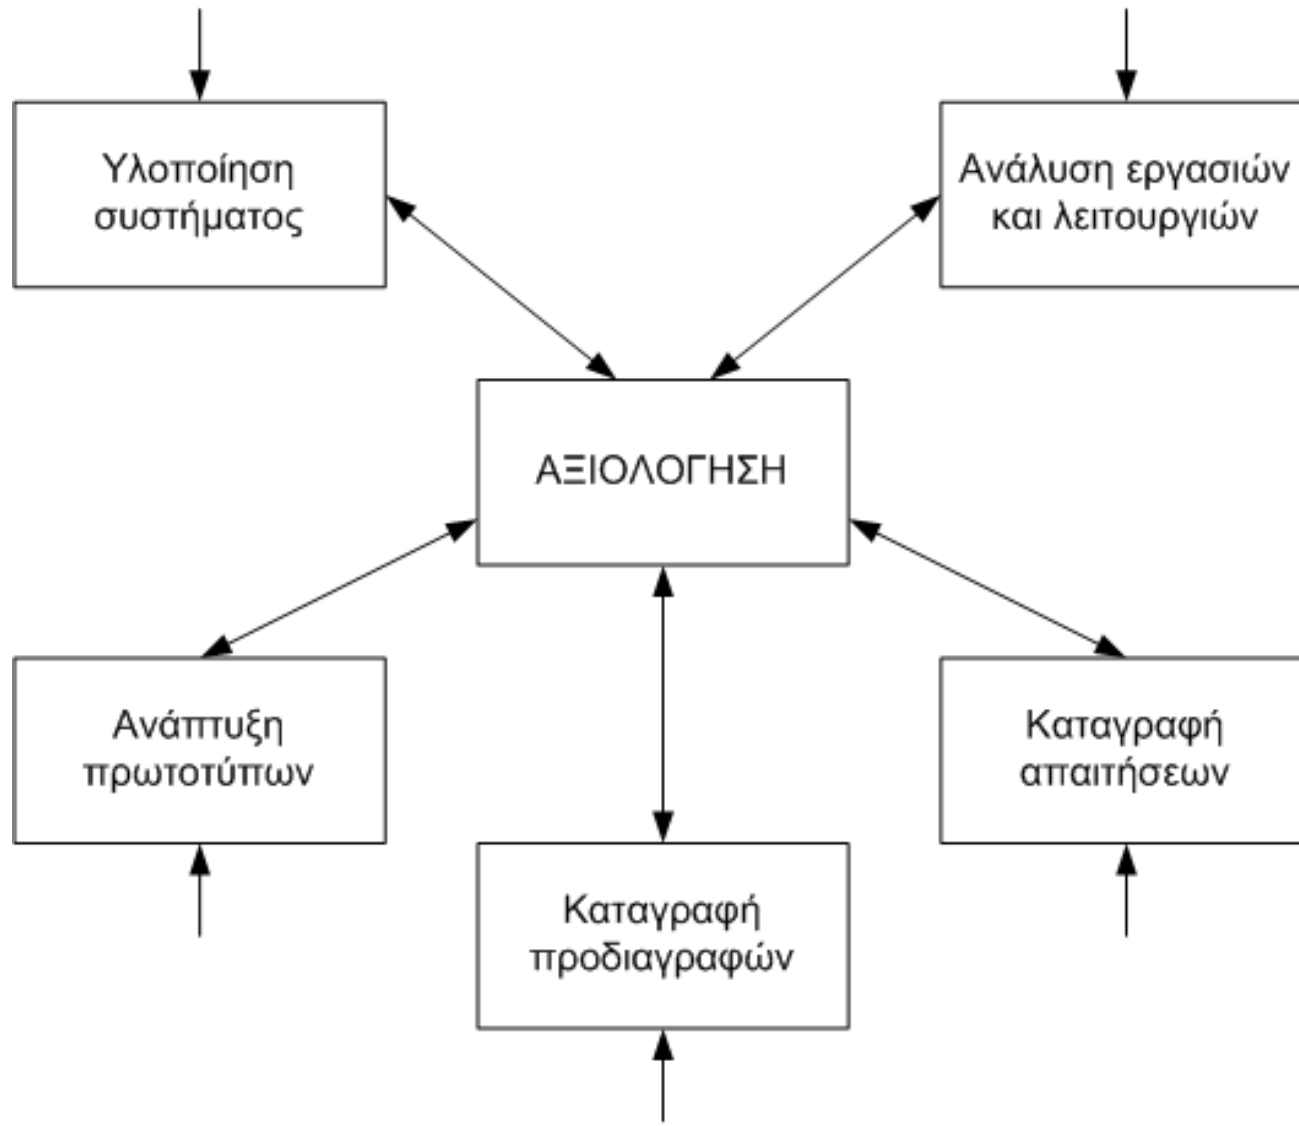 Υλοποίηση
συστήματος
Ανάλυση εργασιών
και λειτουργιών
ΑΞΙΟΛΟΓΗΣΗ
Ανάπτυξη
πρωτοτύπων
Καταγραφή
απαιτήσεων
Καταγραφή
προδιαγραφών